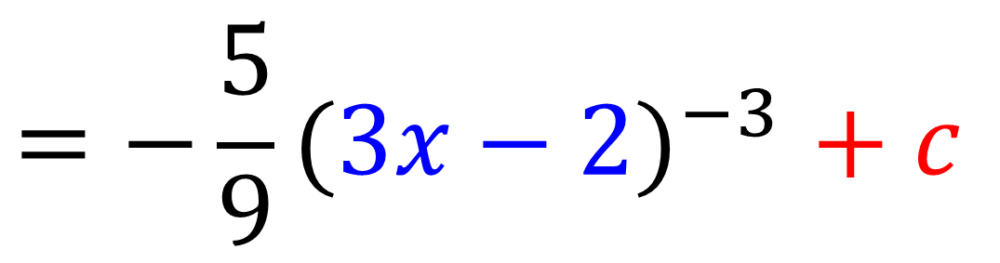 = −5/9(3x − 2)⁻³ + c